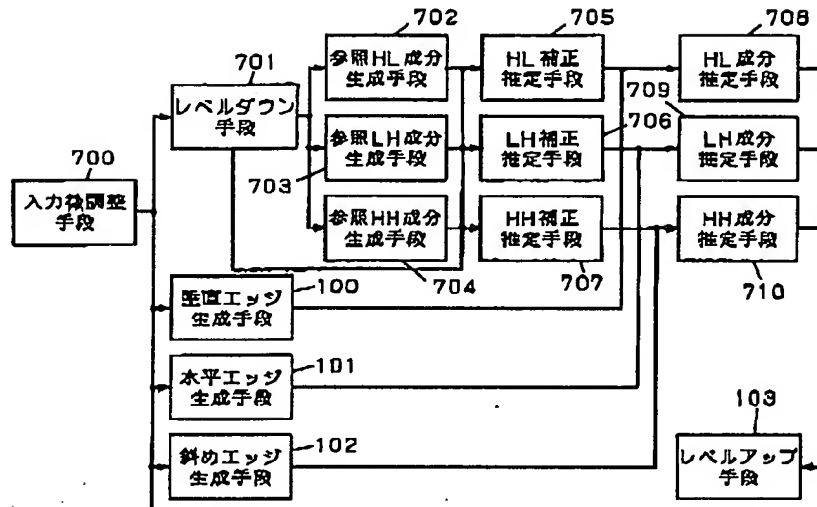 702
705
708
701
参照HL成分
生成手段
HL補正
推定手段
HL成分
推定手段
レベルダウン
手段
709
706
参照LH成分
生成手段
LH補正
推定手段
LH成分
推定手段
700
703
入力後調整
手段
参照HH成分
生成手段
HH補正
推定手段
HH成分
推定手段
704
707
710
100
垂直エッジ
生成手段
101
水平エッジ
生成手段
103
102
斜めエッジ
生成手段
レベルアップ
手段